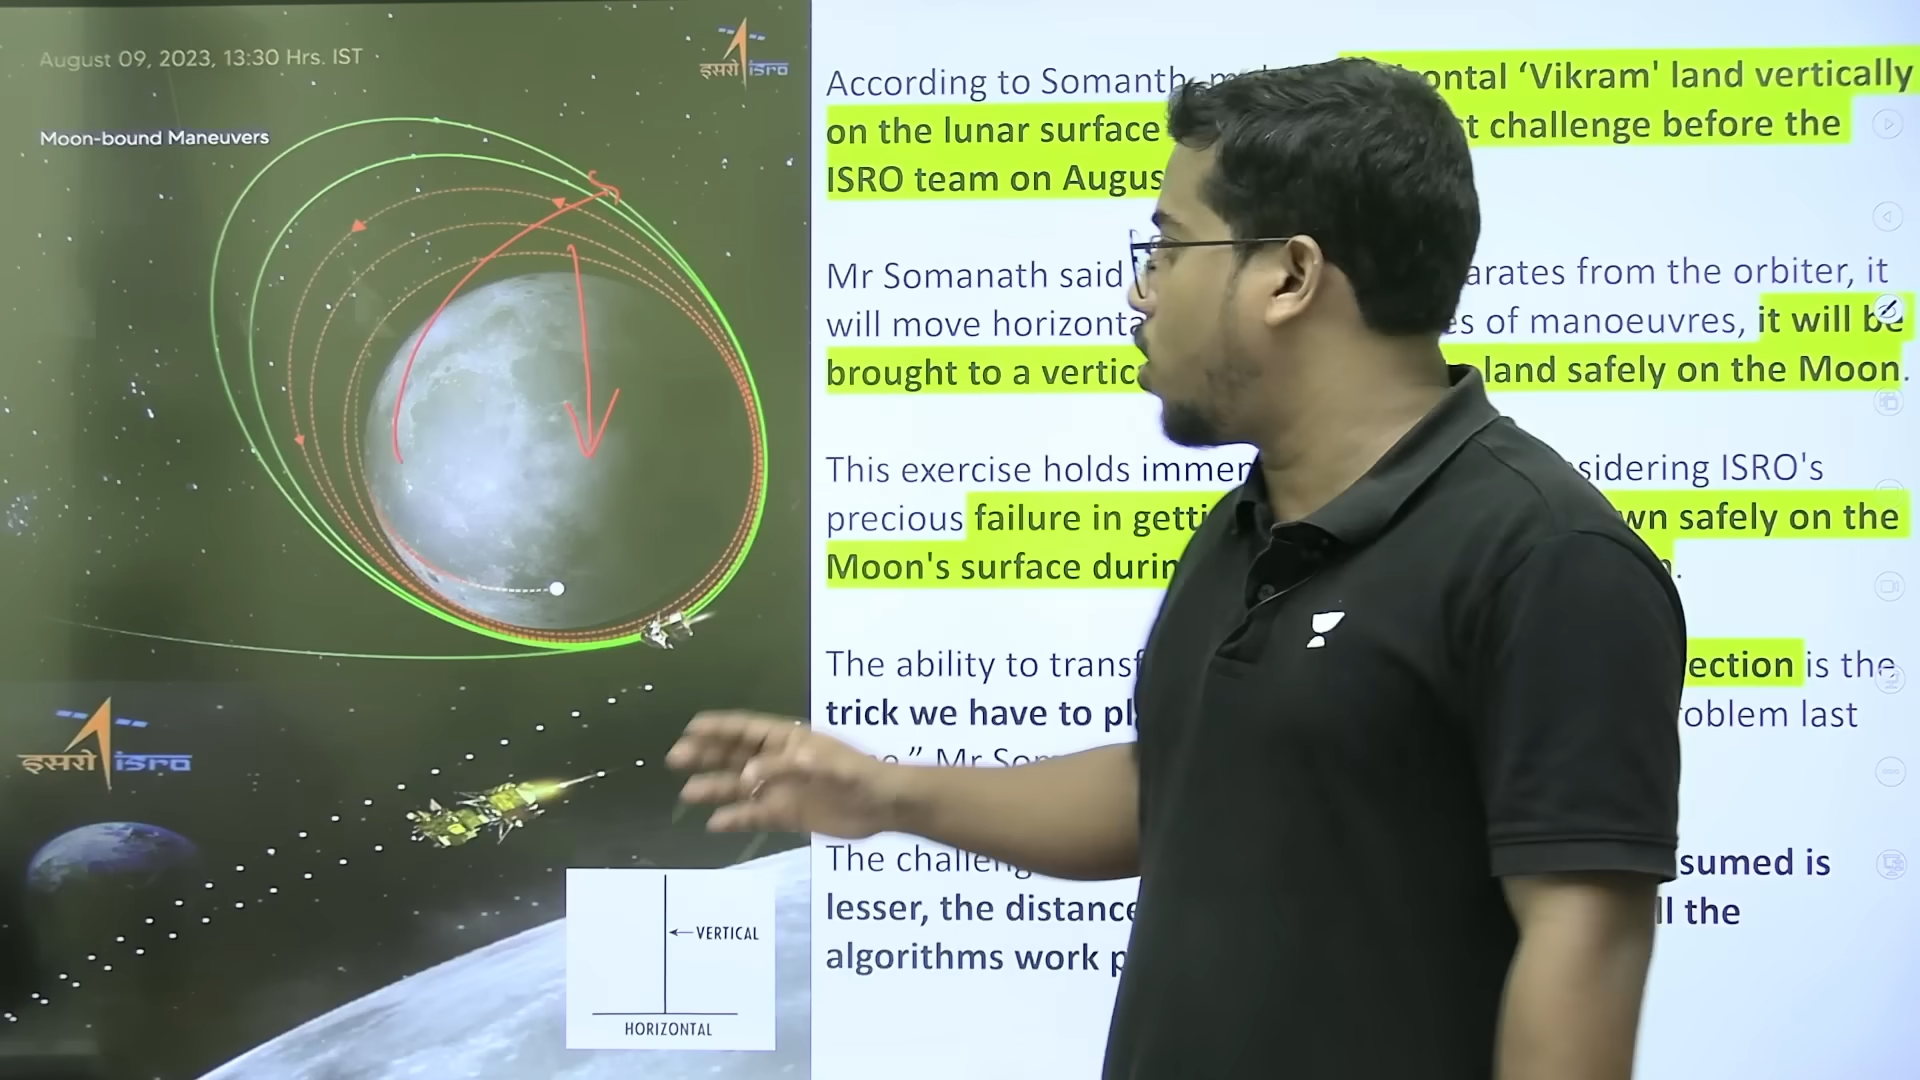 August 09, 2023, 13:30 Hrs. IST
इसरो isro
Moon-bound Maneuvers
इसरो isro
VERTICAL
HORIZONTAL
According to Somanth, ontal ‘Vikram' land vertically
on the lunar surface t challenge before the
ISRO team on Augus
Mr Somanath said arates from the orbiter, it
will move horizonta es of manoeuvres, it will be
brought to a vertica land safely on the Moon.
This exercise holds immen sidering ISRO's
precious failure in getti wn safely on the
Moon's surface durin
The ability to transf ection is the
trick we have to pl roblem last
” Mr Som
The challeng sumed is
lesser, the distance ll the
algorithms work p